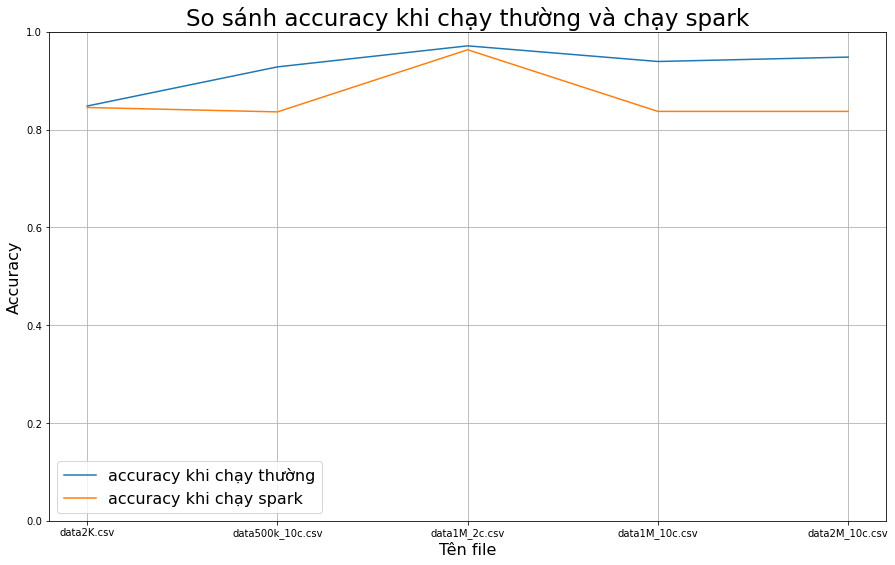 So sánh accuracy khi chạy thường và chạy spark
1.0
0.8
0.6
0.4
0.2
0.0
Accuracy
accuracy khi chạy thường
accuracy khi chạy spark
data2K.csv
data500k_10c.csv
data1M_2c.csv
data1M_10c.csv
data2M_10c.csv
Tên file